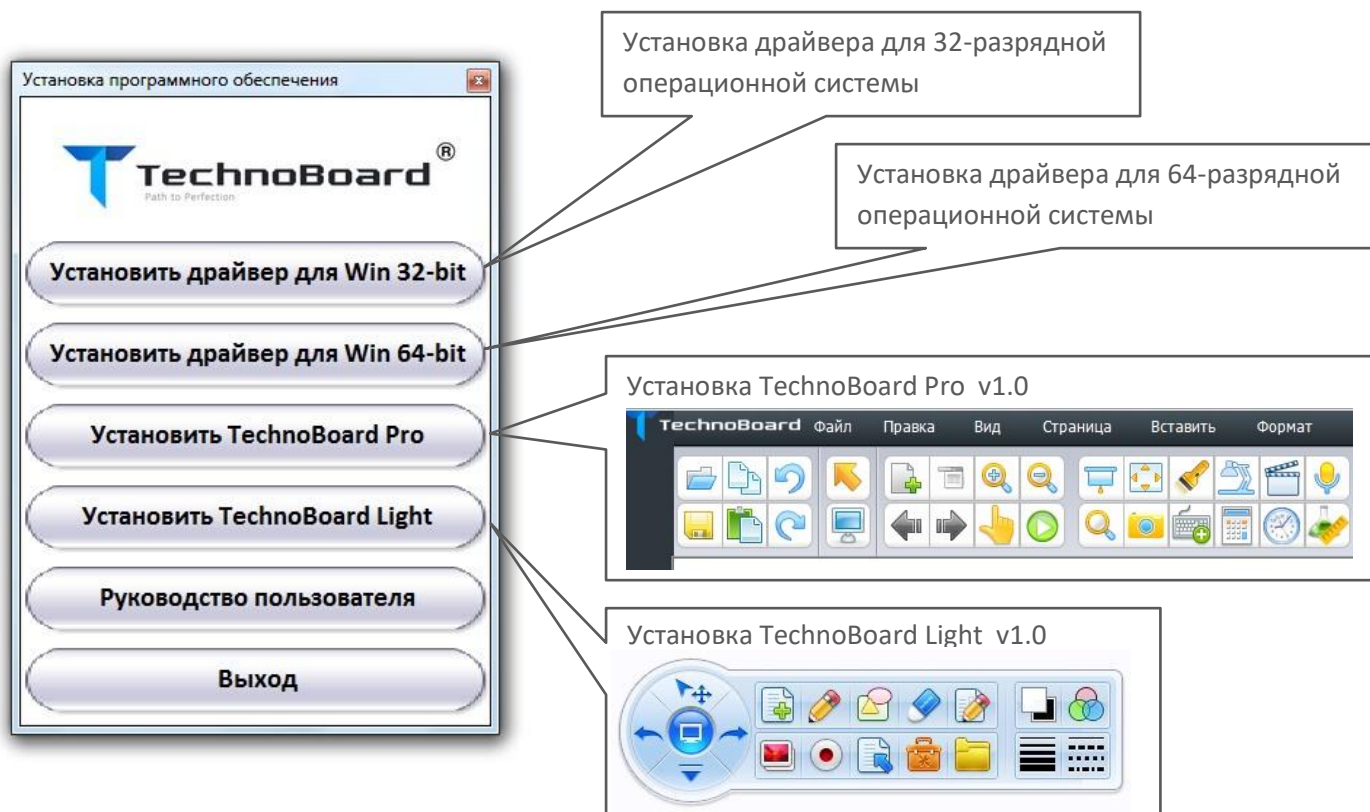 Установка драйвера для 32-разрядной
операционной системы
Установка программного обеспечения
TechnoBoard®
Path to Perfection
Установка драйвера для 64-разрядной
операционной системы
Установить драйвер для Win 32-bit
Установить драйвер для Win 64-bit
Установка TechnoBoard Pro v1.0
TechnoBoard Файл Правка Вид Страница Вставить Формат
Установить TechnoBoard Pro
Установить TechnoBoard Light
Руководство пользователя
Установка TechnoBoard Light v1.0
Выход